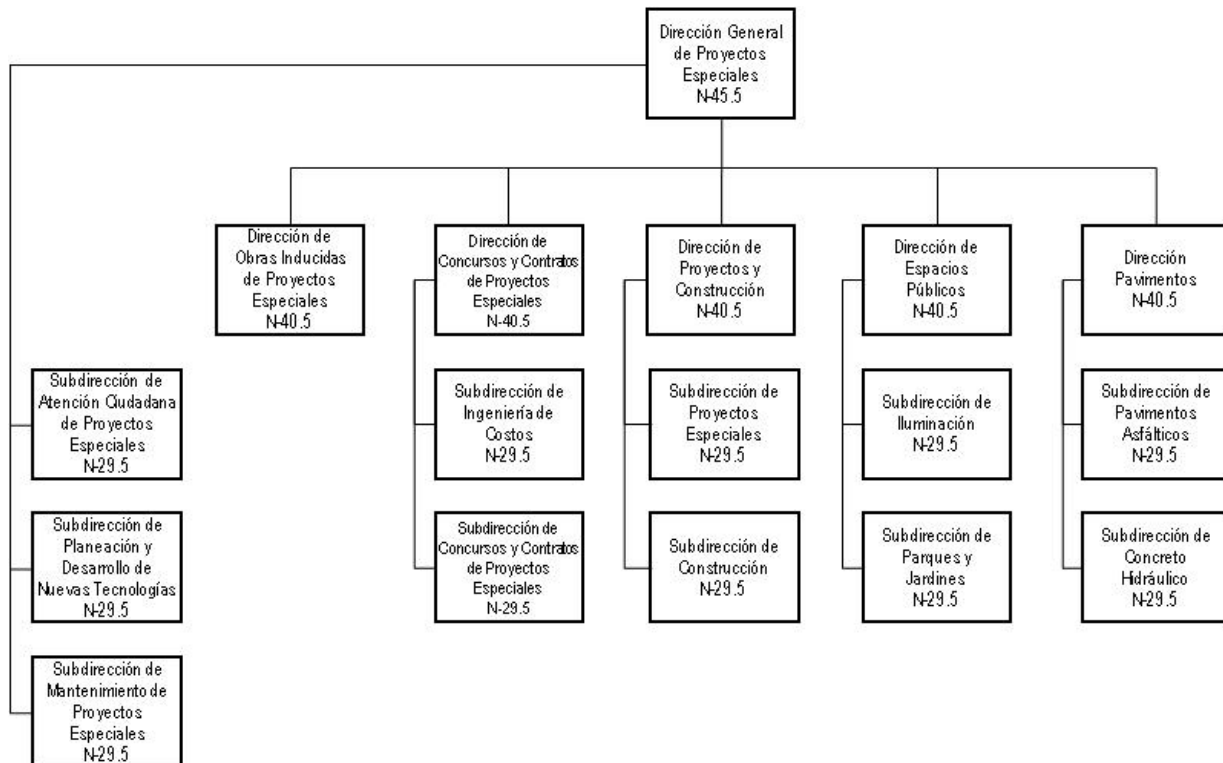 Dirección General
de Proyectos
Especiales
N-45.5
Dirección de
Obras Inducidas
de Proyectos
Especiales
N-40.5
Dirección de
Concursos y Contratos
de Proyectos
Especiales
N-40.5
Dirección de
Proyectos y
Construcción
N-40.5
Dirección de
Espacios
Públicos
N-40.5
Dirección
Pavimentos
N-40.5
Subdirección de
Atención Ciudadana
de Proyectos
Especiales
N-29.5
Subdirección de
Ingeniería de
Costos
N-29.5
Subdirección de
Proyectos
Especiales
N-29.5
Subdirección de
Iluminación
N-29.5
Subdirección de
Pavimentos
Asfálticos
N-29.5
Subdirección de
Planeación y
Desarrollo de
Nuevas Tecnologías
N-29.5
Subdirección de
Concursos y Contratos
de Proyectos
Especiales
N-29.5
Subdirección de
Construcción
N-29.5
Subdirección de
Parques y
Jardines
N-29.5
Subdirección de
Concreto
Hidráulico
N-29.5
Subdirección de
Mantenimiento de
Proyectos
Especiales
N-29.5